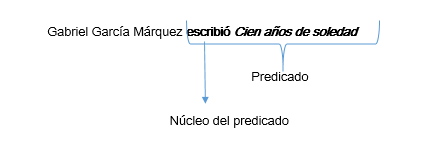 Gabriel García Márquez escribió Cien años de soledad
Predicado
Núcleo del predicado